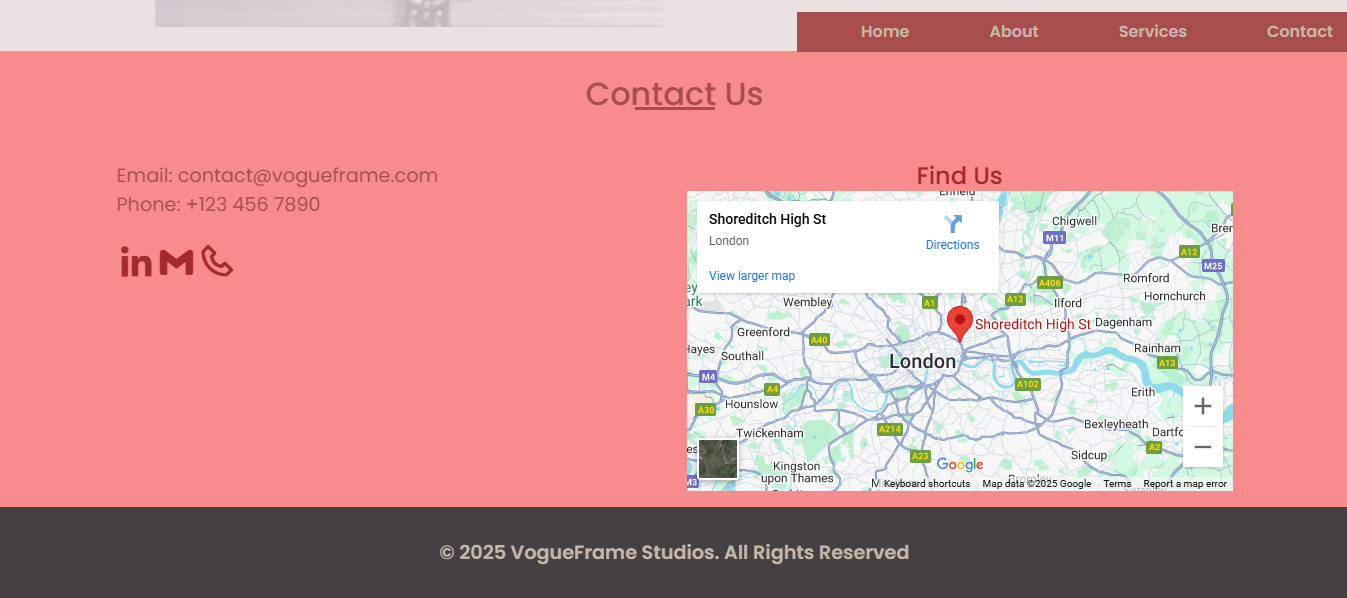 Home About Services Contact
Contact Us
Email: contact@vogueframe.com
Phone: +123 456 7890
in
Find Us
Enfield
Shoreditch High St
London
Directions
View larger map
Chigwell
M11
A12
M25
Romford
A406
Hornchurch
Wembley
A1
A12
Ilford
Shoreditch High St
Dagenham
Greenford
A40
Southall
London
Rainham
A13
M4
A4
A102
Erith
Hounslow
A30
Twickenham
A214
Bexleyheath
A2
A23
Sidcup
Kingston
upon Thames
Google
M3
Keyboard shortcuts Map data ©2025 Google Terms Report a map error
© 2025 VogueFrame Studios. All Rights Reserved